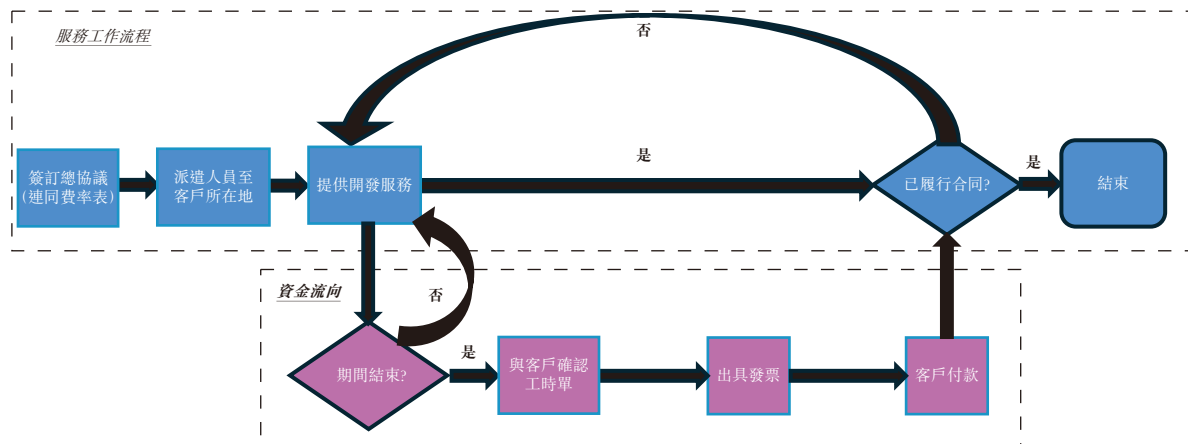 服務工作流程
否
是
是
簽訂總協議
(連同費率表)
派遣人員至
客戶所在地
提供開發服務
已履行合同?
結束
資金流向
否
是
期間結束?
與客戶確認
工時單
出具發票
客戶付款